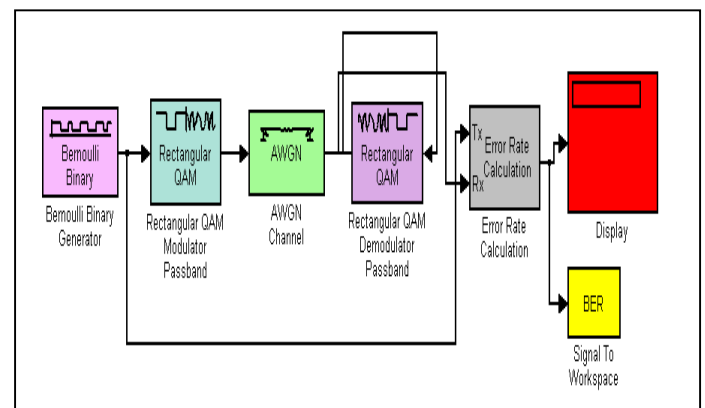 Bernoulli
Binary
Bernoulli Binary
Generator
Rectangular
QAM
Rectangular QAM
Modulator
Passband
AWGN
AWGN
Channel
Rectangular
QAM
Rectangular QAM
Demodulator
Passband
Tx
Error Rate
Calculation
Rx
Error Rate
Calculation
Display
BER
Signal To
Workspace